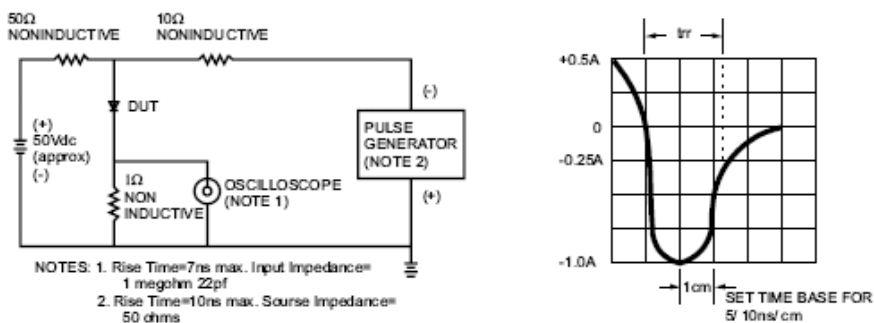 50Ω
NONINDUCTIVE
10Ω
NONINDUCTIVE
DUT
(+)
50Vdc
(approx)
(-)
1Ω
NON
INDUCTIVE
OSCILLOSCOPE
(NOTE 1)
(-)
PULSE
GENERATOR
(NOTE 2)
(+)
NOTES: 1. Rise Time=7ns max. Input Impedance=
1 megohm 22pf
2. Rise Time=10ns max. Sourse Impedance=
50 ohms
trr
+0.5A
0
-0.25A
-1.0A
1cm
SET TIME BASE FOR
5/ 10ns/ cm